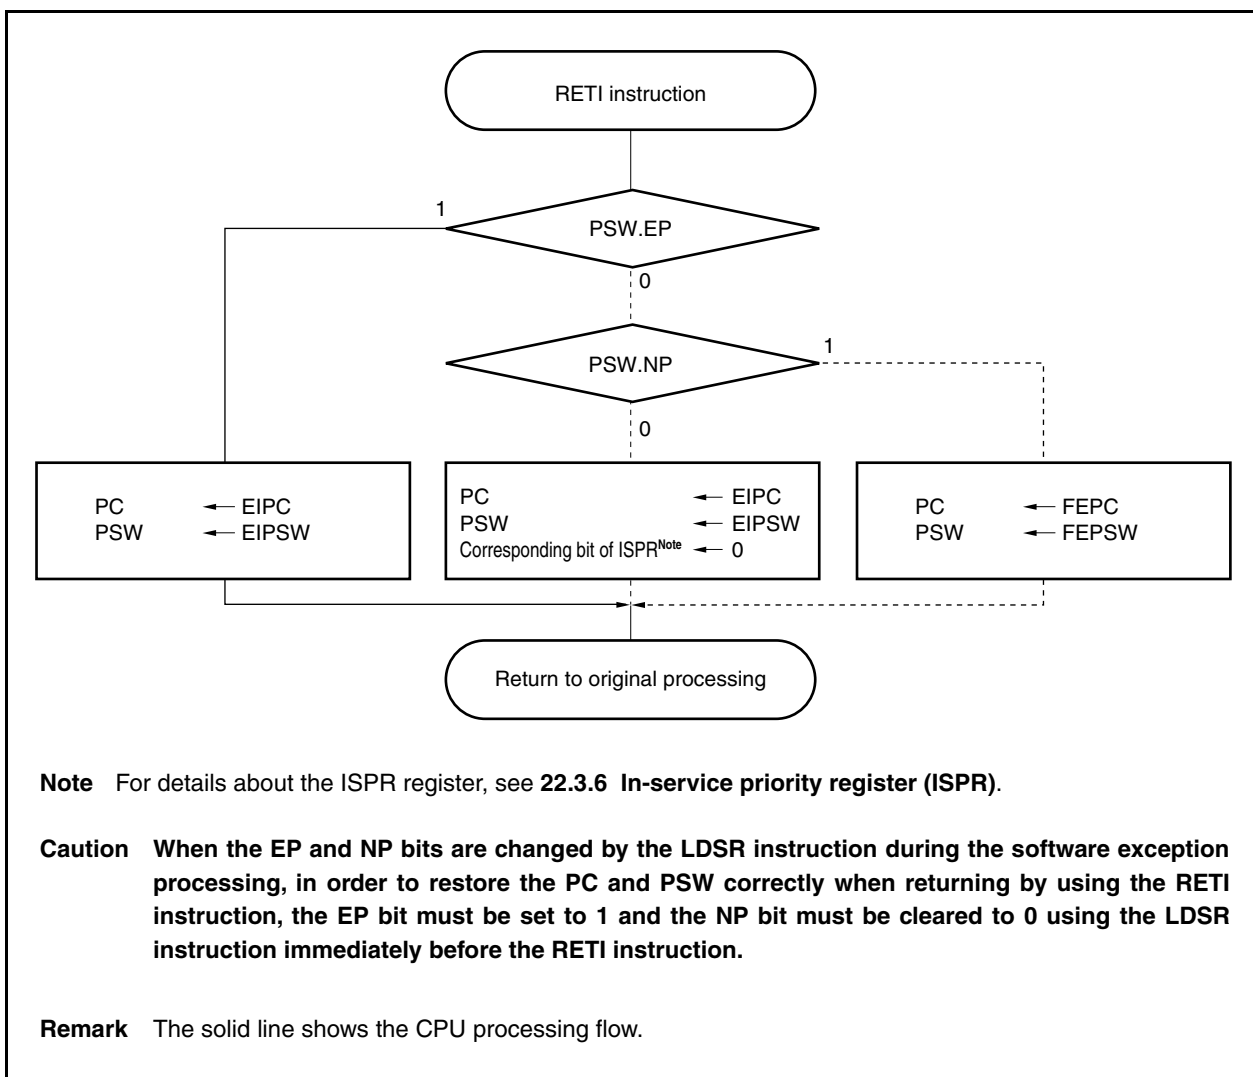 RETI instruction
1
PSW.EP
0
PSW.NP
1
0
PC ← EIPC
PSW ← EIPSW
PC ← EIPC
PSW ← EIPSW
Corresponding bit of ISPRNote ← 0
PC ← FEPC
PSW ← FEPSW
Return to original processing
Note For details about the ISPR register, see 22.3.6 In-service priority register (ISPR).
Caution When the EP and NP bits are changed by the LDSR instruction during the software exception
processing, in order to restore the PC and PSW correctly when returning by using the RETI
instruction, the EP bit must be set to 1 and the NP bit must be cleared to 0 using the LDSR
instruction immediately before the RETI instruction.
Remark The solid line shows the CPU processing flow.